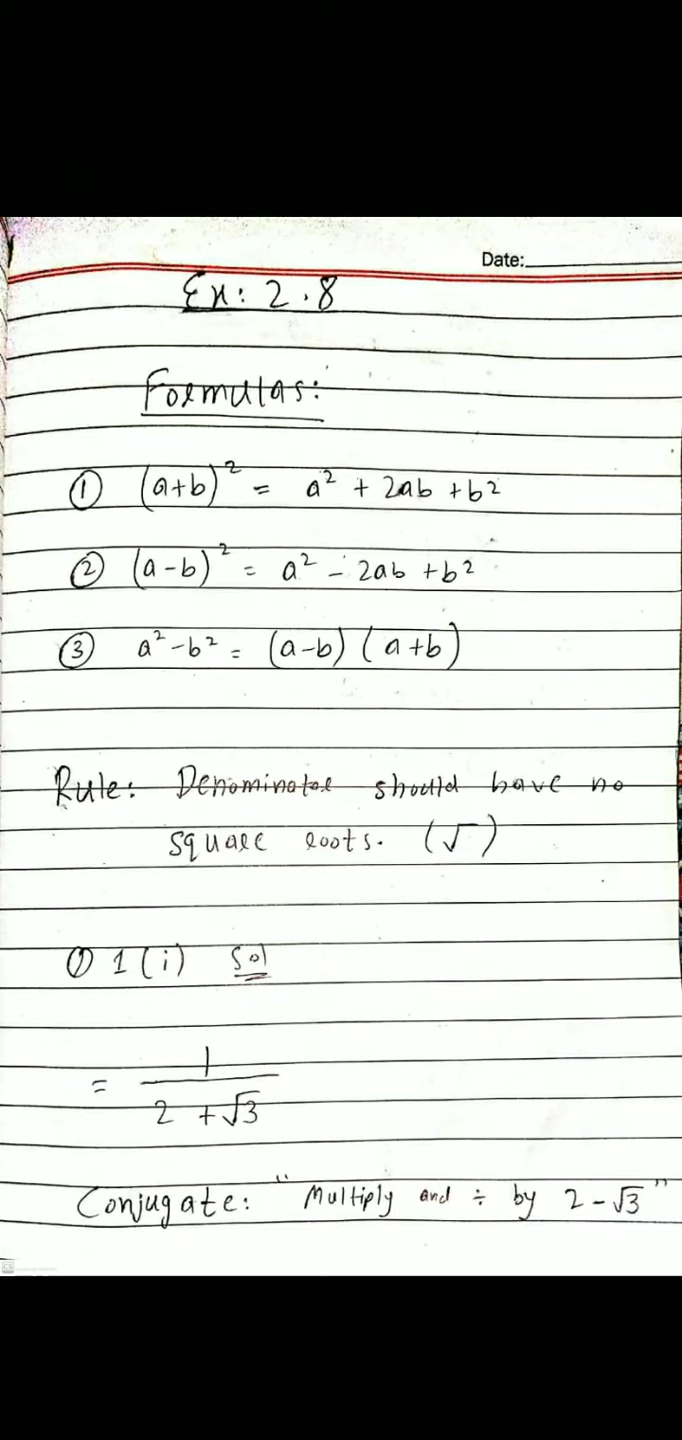 Date:
Ex: 2.8
Formulas:
① (a+b)² = a² + 2ab + b²
② (a-b)² = a² - 2ab + b²
③ a² - b² = (a-b) (a+b)
Rule: Denominator should have no
square roots. (√)
Q 1 (i) Sol
= 1 / 2 + √3
Conjugate: "Multiply and ÷ by 2 - √3"